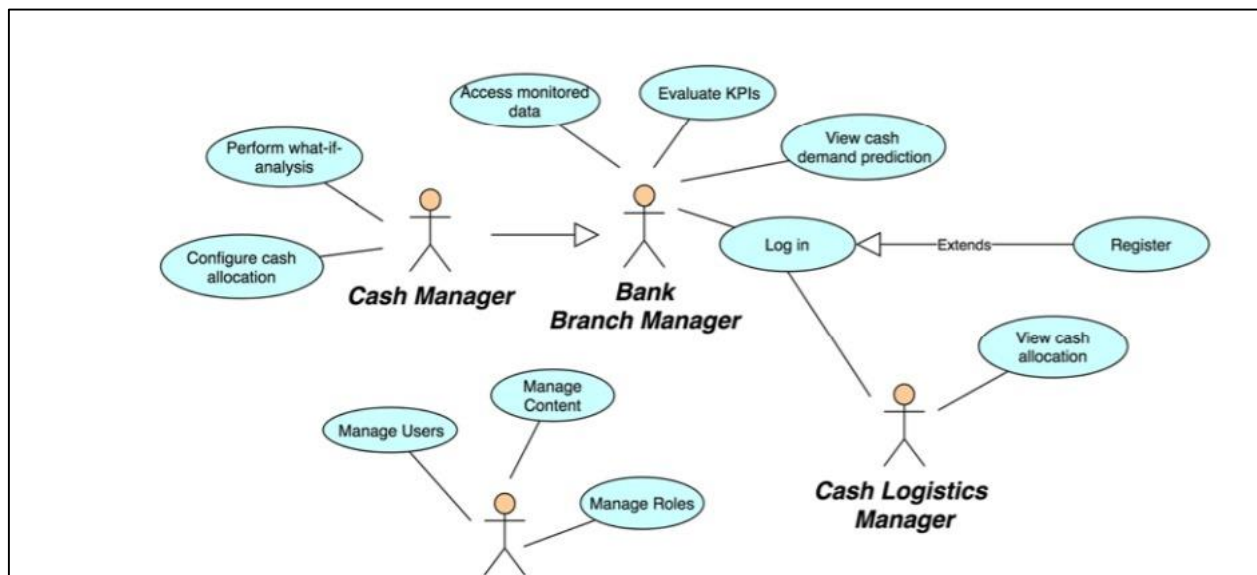 Access monitored
data
Evaluate KPIs
View cash
demand prediction
Perform what-if-
analysis
Configure cash
allocation
Log in
Extends
Register
Cash Manager
Bank
Branch Manager
View cash
allocation
Manage
Content
Manage Users
Manage Roles
Cash Logistics
Manager